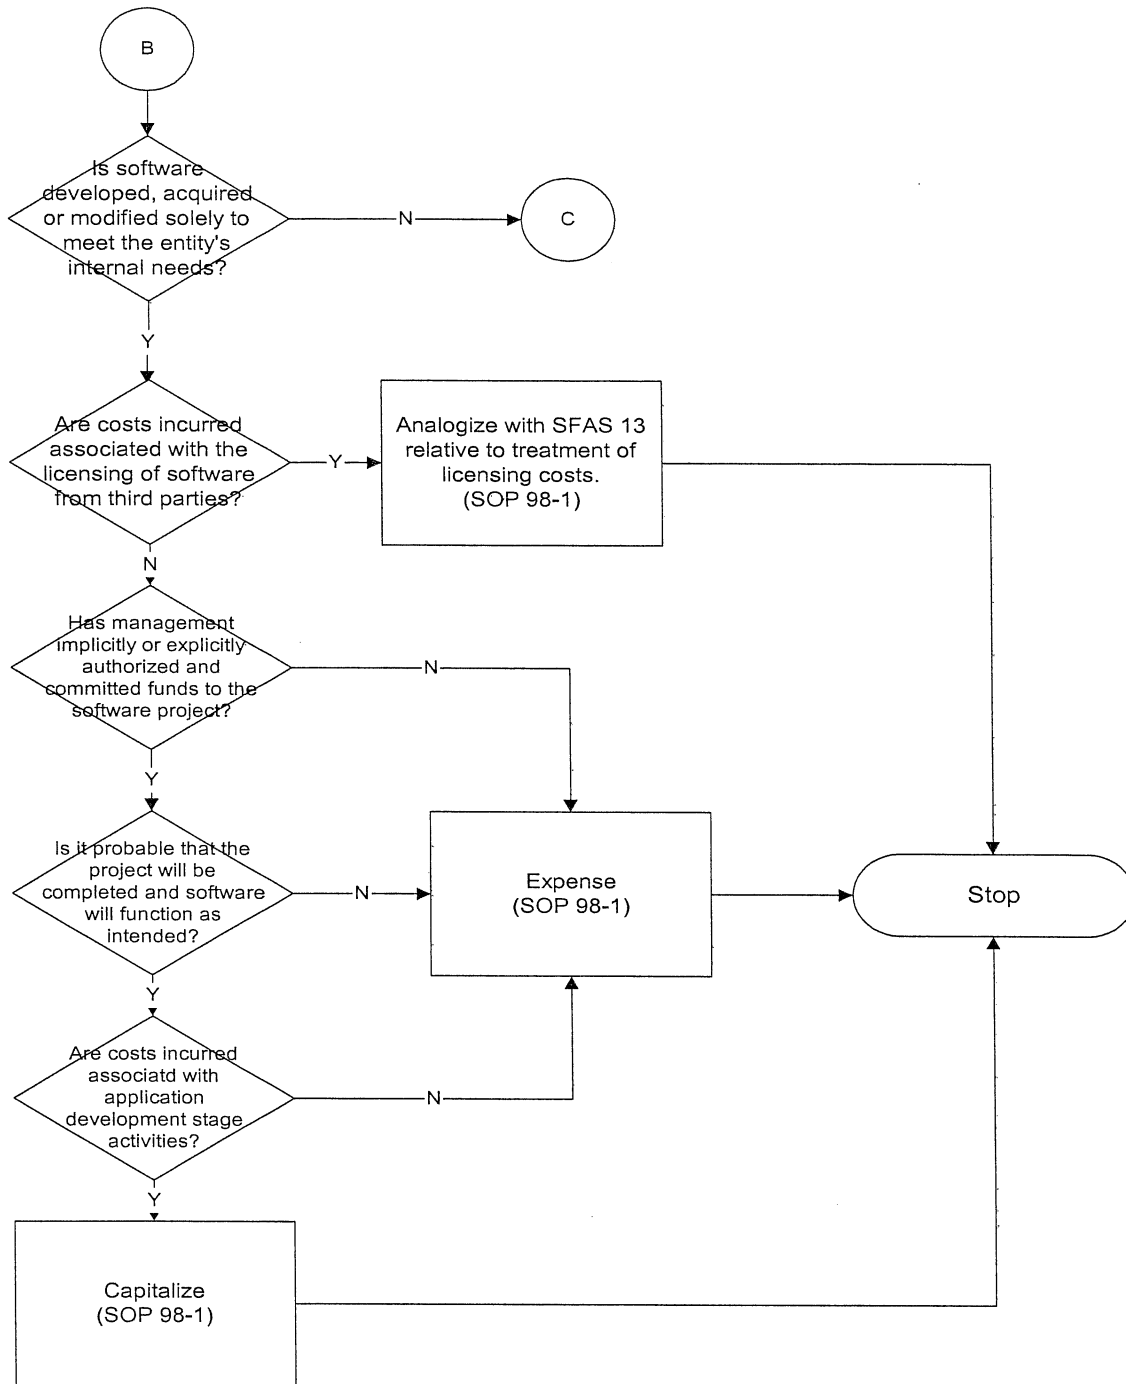 B
Is software
developed, acquired
or modified solely to
meet the entity's
internal needs?
N
C
Y
Are costs incurred
associated with the
licensing of software
from third parties?
Y
Analogize with SFAS 13
relative to treatment of
licensing costs.
(SOP 98-1)
N
Has management
implicitly or explicitly
authorized and
committed funds to the
software project?
N
Y
Is it probable that the
project will be
completed and software
will function as
intended?
N
Expense
(SOP 98-1)
Stop
Y
Are costs incurred
associatd with
application
development stage
activities?
N
Y
Capitalize
(SOP 98-1)